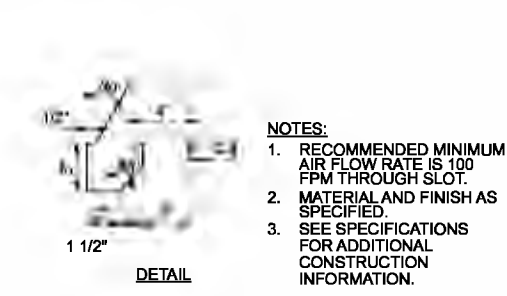 1/2"
1 1/2"
DETAIL
NOTES:
1. RECOMMENDED MINIMUM
AIR FLOW RATE IS 100
FPM THROUGH SLOT.
2. MATERIAL AND FINISH AS
SPECIFIED.
3. SEE SPECIFICATIONS
FOR ADDITIONAL
CONSTRUCTION
INFORMATION.